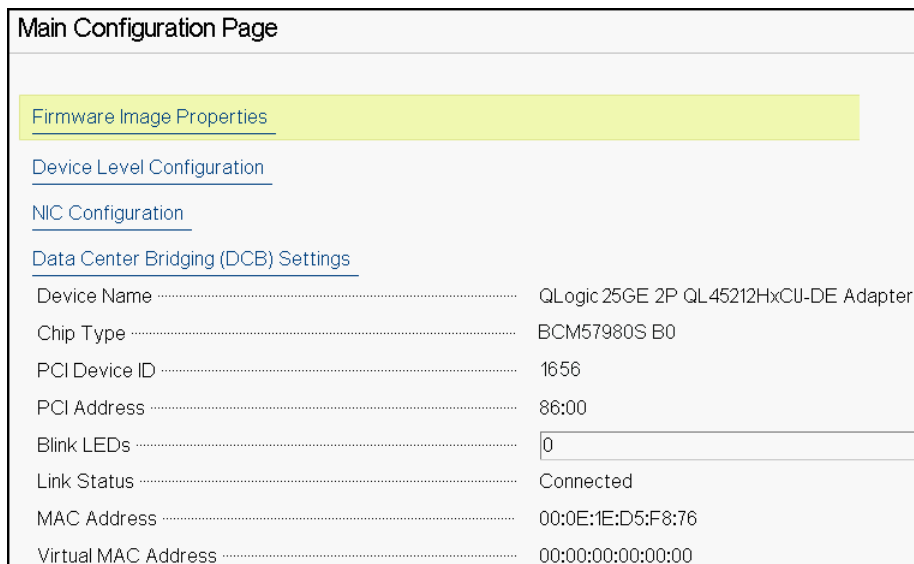 Main Configuration Page
Firmware Image Properties
Device Level Configuration
NIC Configuration
Data Center Bridging (DCB) Settings
Device Name QLogic 25GE 2P QL45212HxCU-DE Adapter
Chip Type BCM57980S B0
PCI Device ID 1656
PCI Address 86:00
Blink LEDs 0
Link Status Connected
MAC Address 00:0E:1E:D5:F8:76
Virtual MAC Address 00:00:00:00:00:00